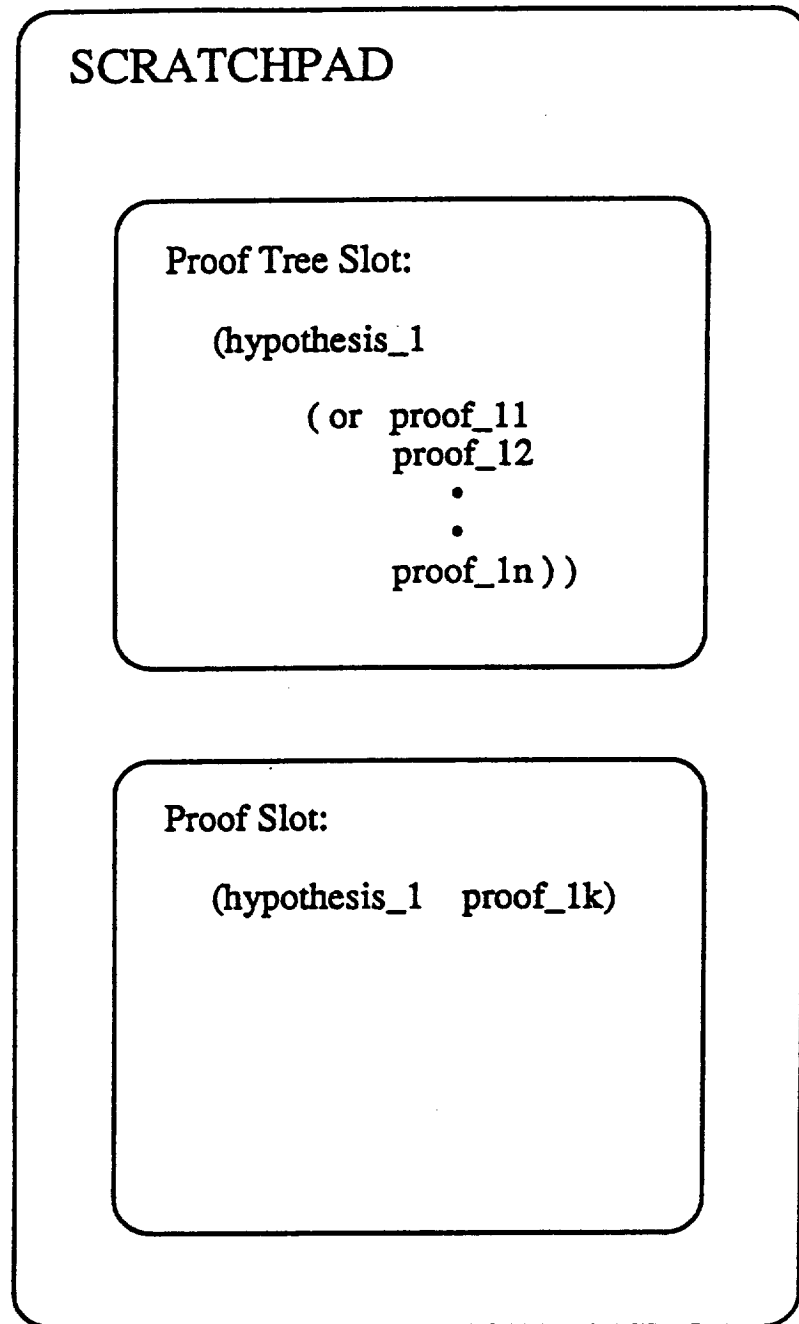 SCRATCHPAD
Proof Tree Slot:
(hypothesis_1
( or proof_11
proof_12
•
•
proof_1n ) )
Proof Slot:
(hypothesis_1 proof_1k)